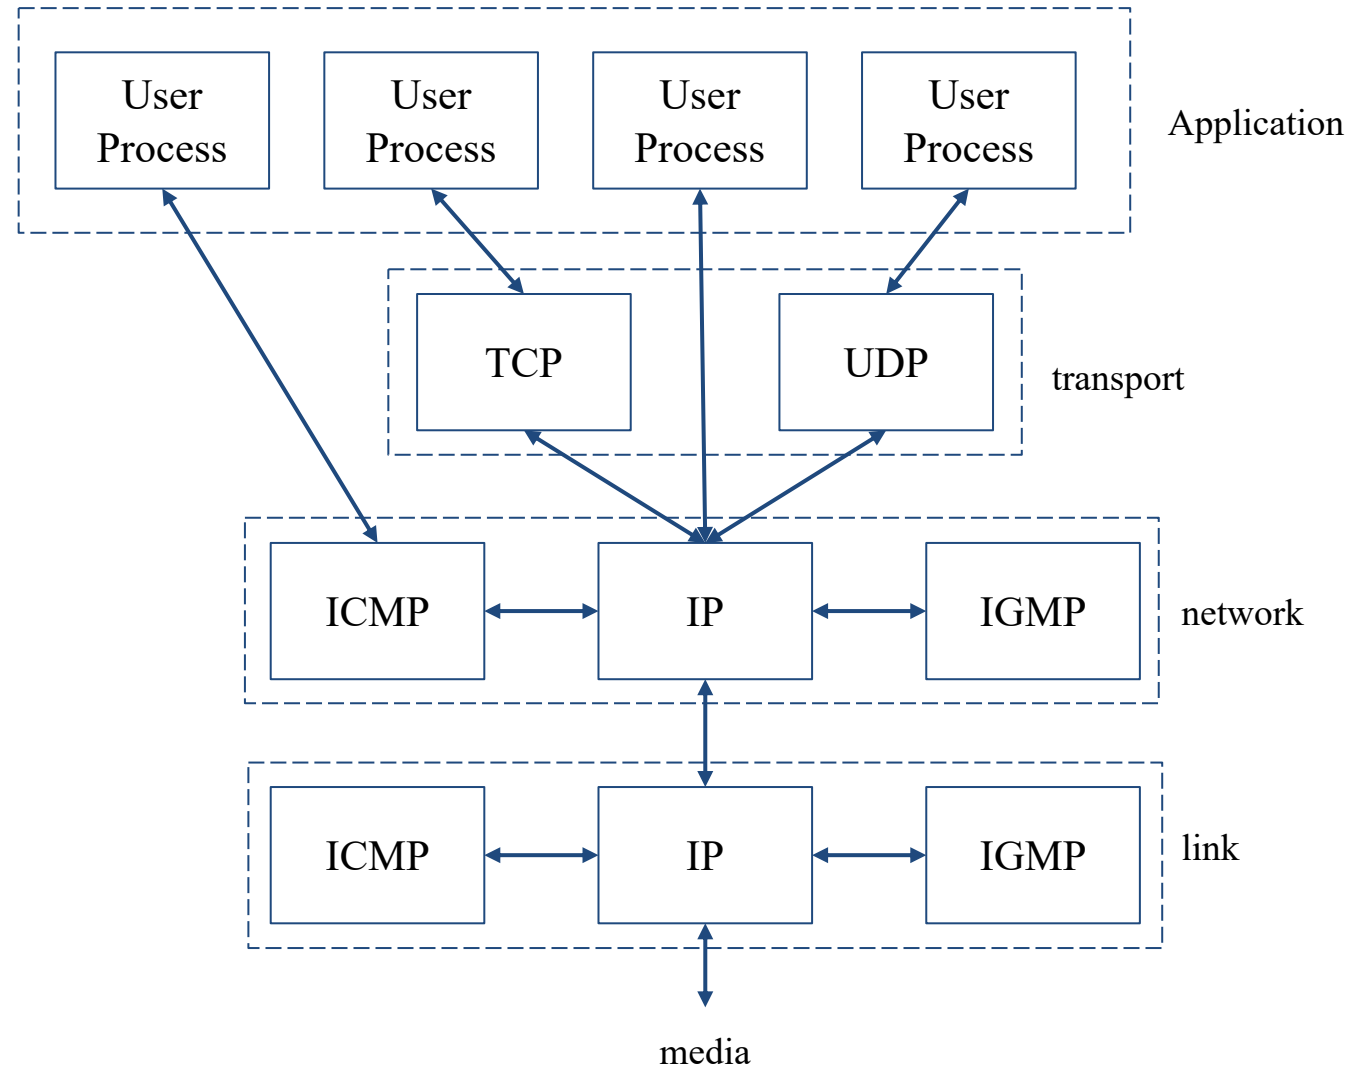 User
Process
User
Process
User
Process
User
Process
Application
TCP
UDP
transport
ICMP
IP
IGMP
network
ICMP
IP
IGMP
link
media